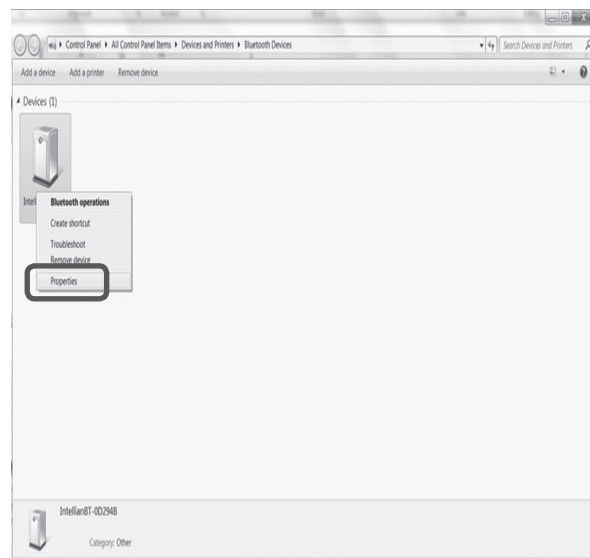 Control Panel ▸ All Control Panel Items ▸ Devices and Printers ▸ Bluetooth Devices
Search Devices and Printers
Add a device Add a printer Remove device
Devices (1)
Intell
Bluetooth operations
Create shortcut
Troubleshoot
Remove device
Properties
IntellianBT-0D294B
Category: Other